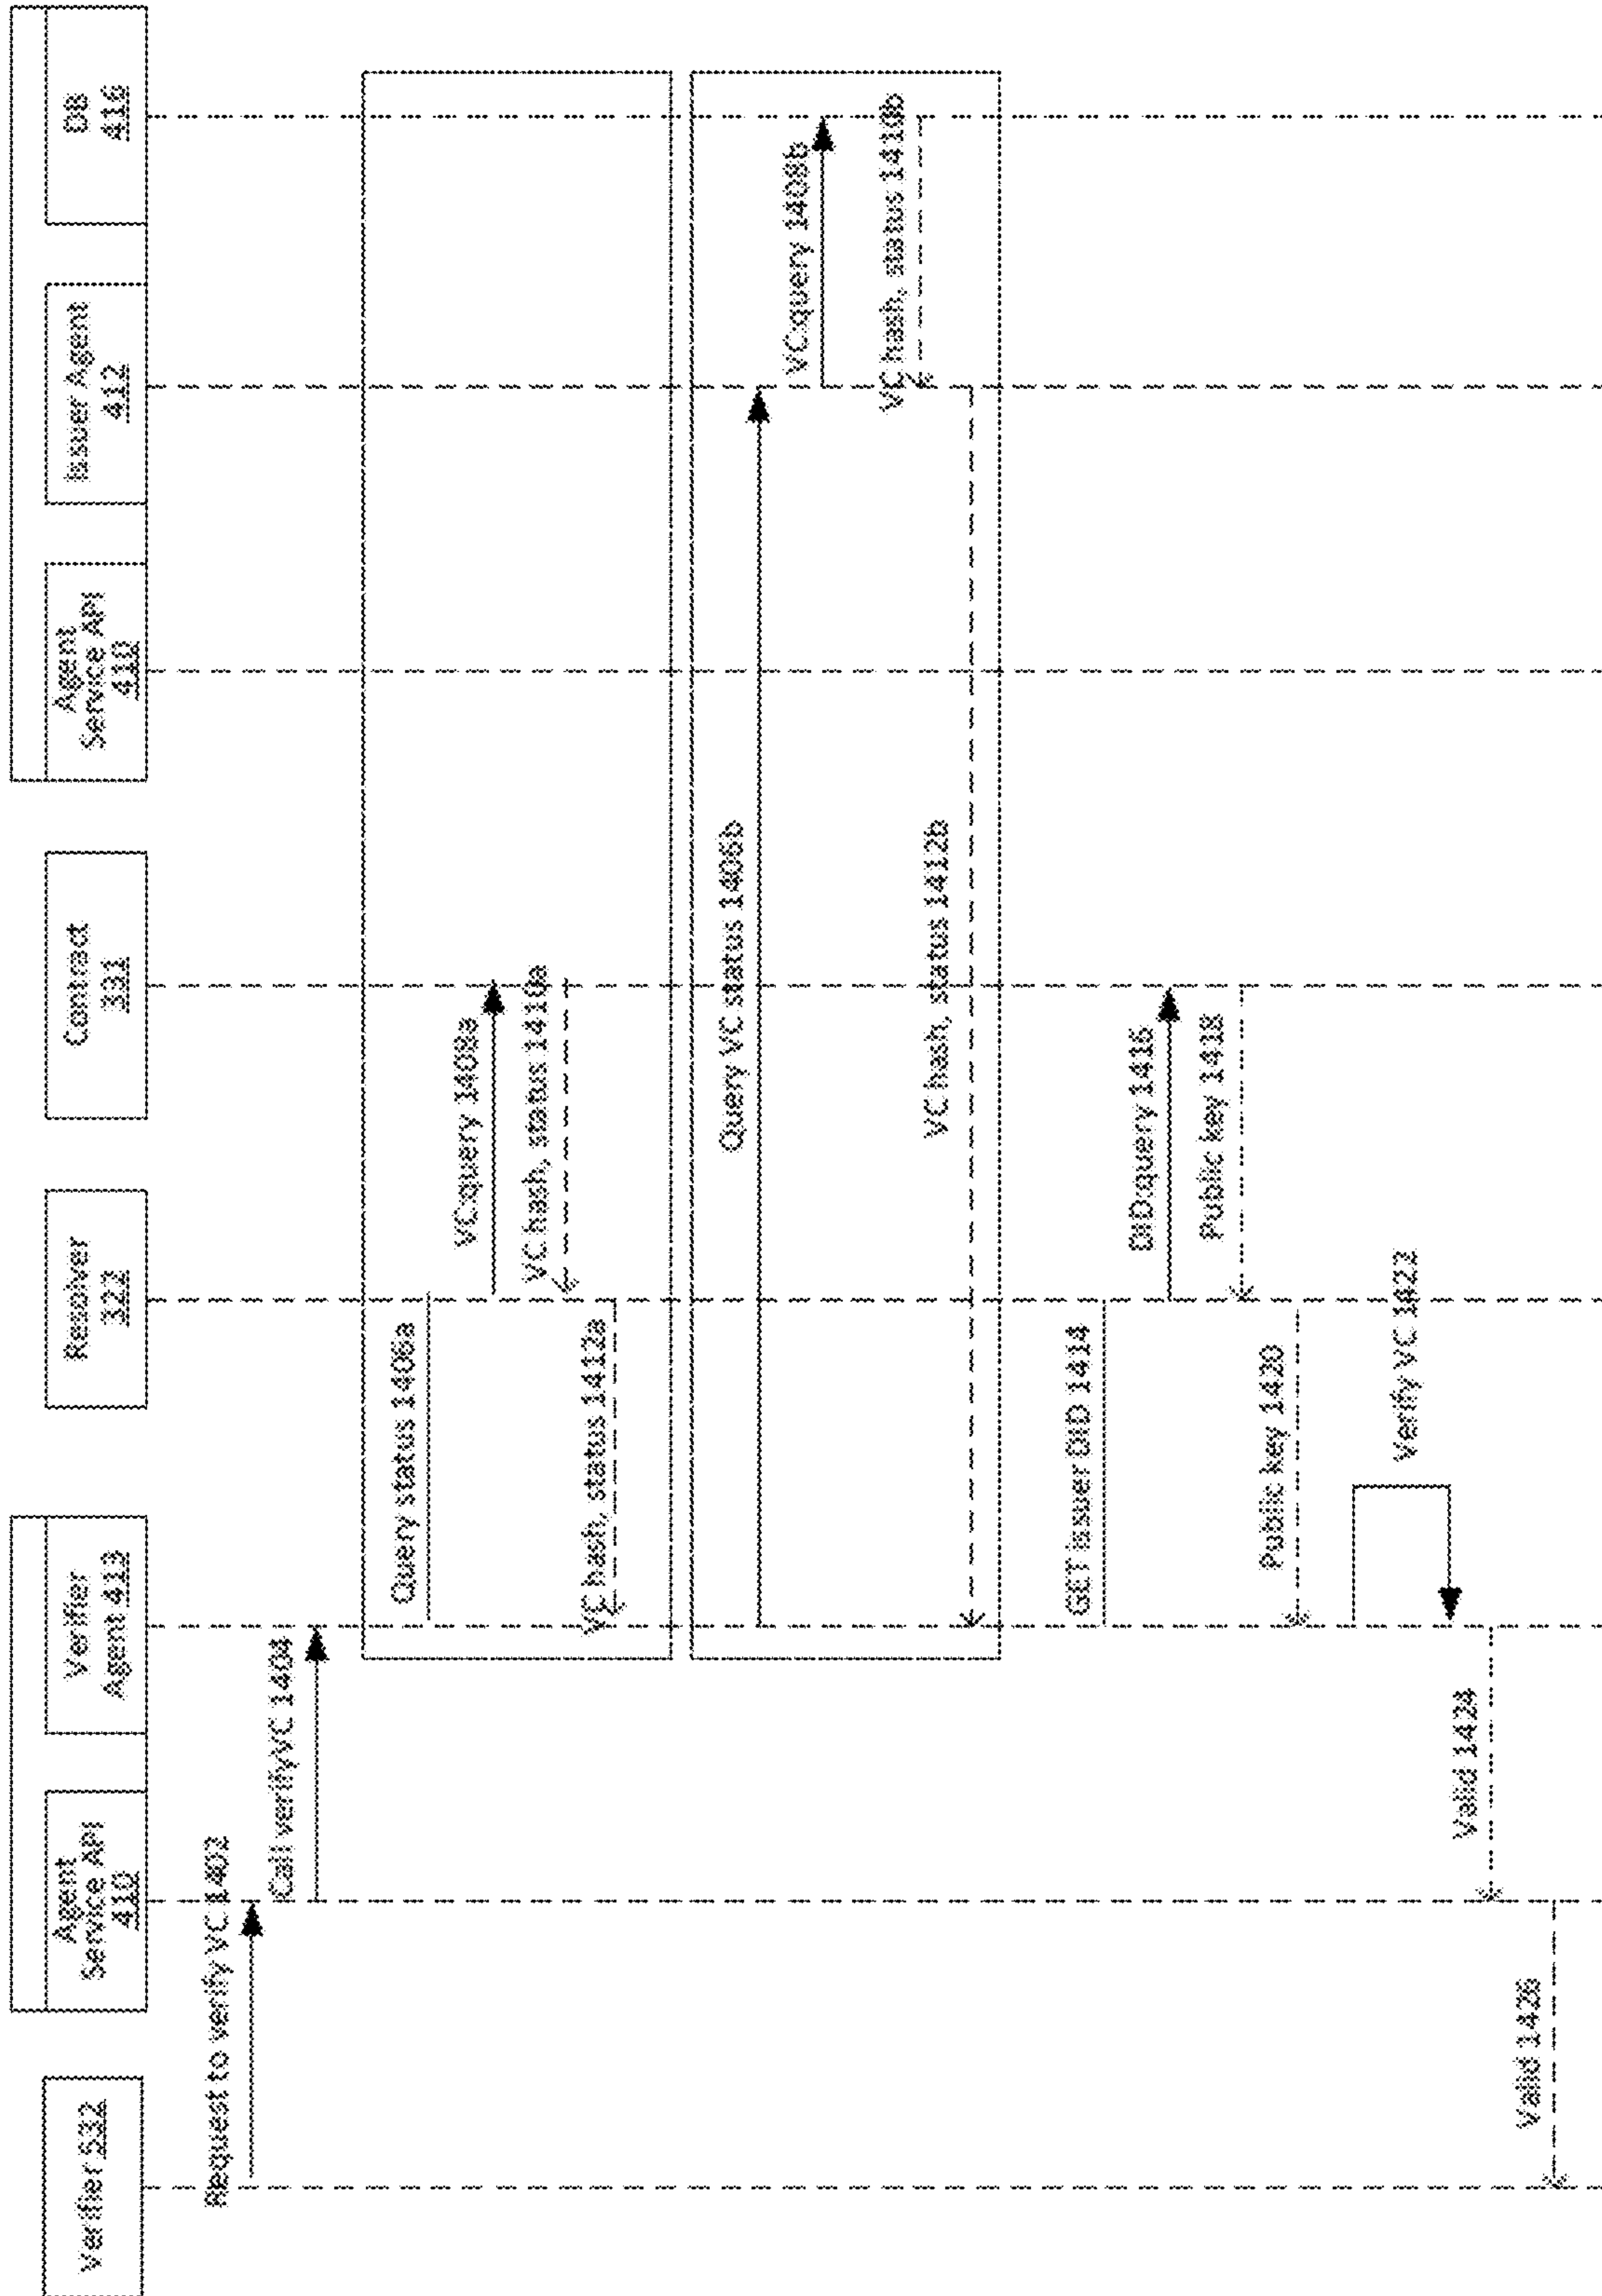 Verifier 532
Agent
Service API
410
Verifier
Agent 413
Resolver
322
Contract
331
Agent
Service API
410
Issuer Agent
412
DB
416
Request to verify VC 1402
Call verifyVC 1404
Query status 1406a
VC:query 1408a
VC hash, status 1410a
VC hash, status 1412a
Query VC status 1406b
VC:query 1408b
VC hash, status 1410b
VC hash, status 1412b
GET issuer DID 1414
DID:query 1416
Public key 1418
Public key 1420
Verify VC 1422
Valid 1424
Valid 1426